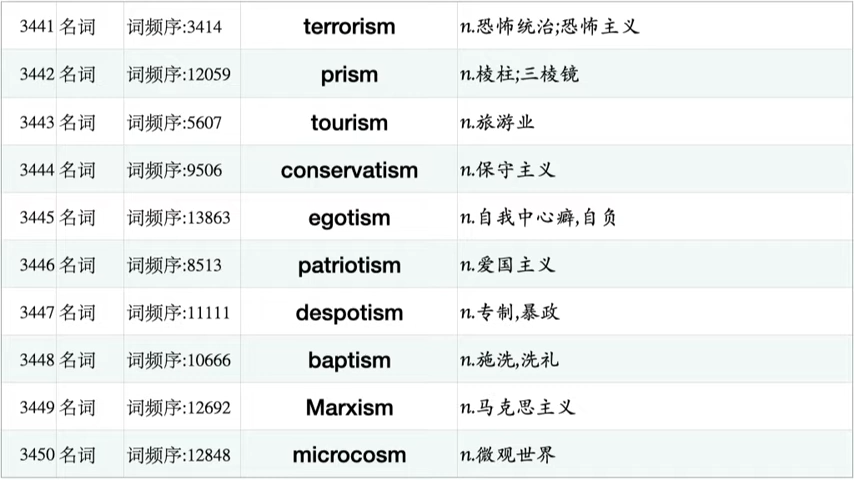 3441 名词 词频序:3414 terrorism n.恐怖统治;恐怖主义
3442 名词 词频序:12059 prism n.棱柱;三棱镜
3443 名词 词频序:5607 tourism n.旅游业
3444 名词 词频序:9506 conservatism n.保守主义
3445 名词 词频序:13863 egotism n.自我中心癖,自负
3446 名词 词频序:8513 patriotism n.爱国主义
3447 名词 词频序:11111 despotism n.专制,暴政
3448 名词 词频序:10666 baptism n.施洗,洗礼
3449 名词 词频序:12692 Marxism n.马克思主义
3450 名词 词频序:12848 microcosm n.微观世界